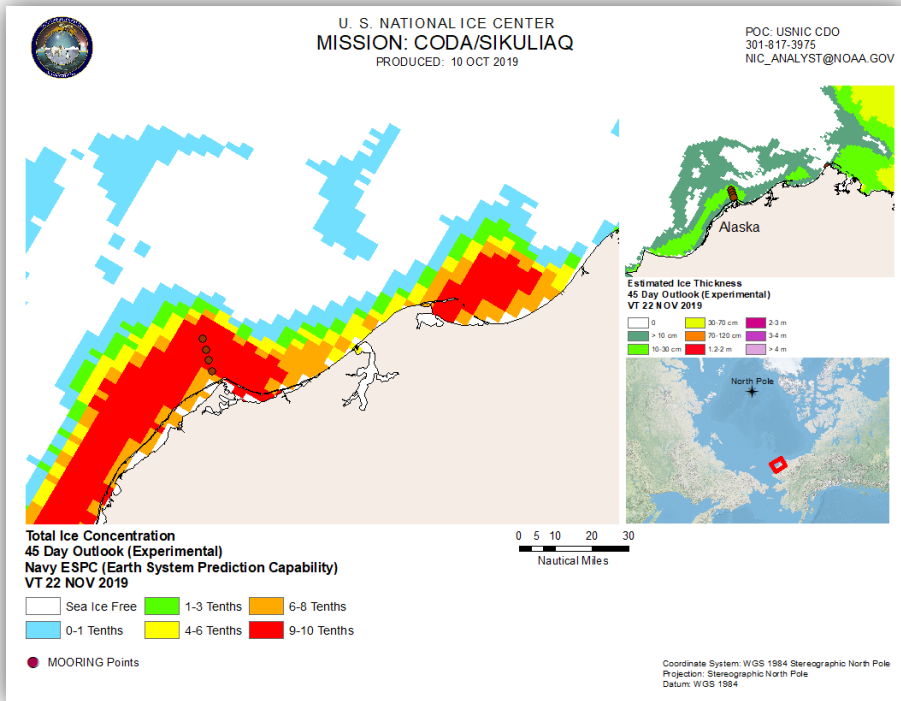 U. S. NATIONAL ICE CENTER
MISSION: CODA/SIKULIAQ
PRODUCED: 10 OCT 2019
POC: USNIC CDO
301-817-3975
NIC_ANALYST@NOAA.GOV
Alaska
Estimated Ice Thickness
45 Day Outlook (Experimental)
VT 22 NOV 2019
0
30-70 cm
2-3 m
> 10 cm
70-120 cm
3-4 m
10-30 cm
1.2-2 m
> 4 m
North Pole
Total Ice Concentration
45 Day Outlook (Experimental)
Navy ESPC (Earth System Prediction Capability)
VT 22 NOV 2019
Sea Ice Free
1-3 Tenths
6-8 Tenths
0-1 Tenths
4-6 Tenths
9-10 Tenths
MOORING Points
0 5 10 20 30
Nautical Miles
Coordinate System: WGS 1984 Stereographic North Pole
Projection: Stereographic North Pole
Datum: WGS 1984